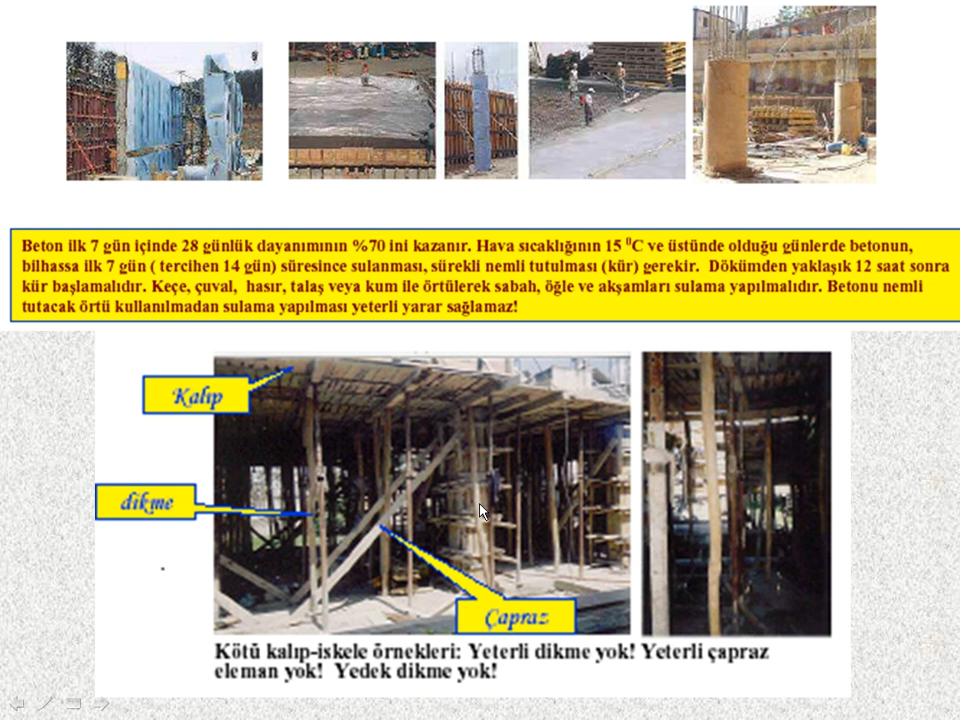 Beton ilk 7 gün içinde 28 günlük dayanımının %70 ini kazanır. Hava sıcaklığının 15 ⁰C ve üstünde olduğu günlerde betonun,
bilhassa ilk 7 gün ( tercihen 14 gün) süresince sulanması, sürekli nemli tutulması (kür) gerekir. Dökümden yaklaşık 12 saat sonra
kür başlamalıdır. Keçe, çuval, hasır, talaş veya kum ile örtülerek sabah, öğle ve akşamları sulama yapılmalıdır. Betonu nemli
tutacak örtü kullanılmadan sulama yapılması yeterli yarar sağlamaz!
Kalıp
dikme
Çapraz
Kötü kalıp-iskele örnekleri: Yeterli dikme yok! Yeterli çapraz
eleman yok! Yedek dikme yok!